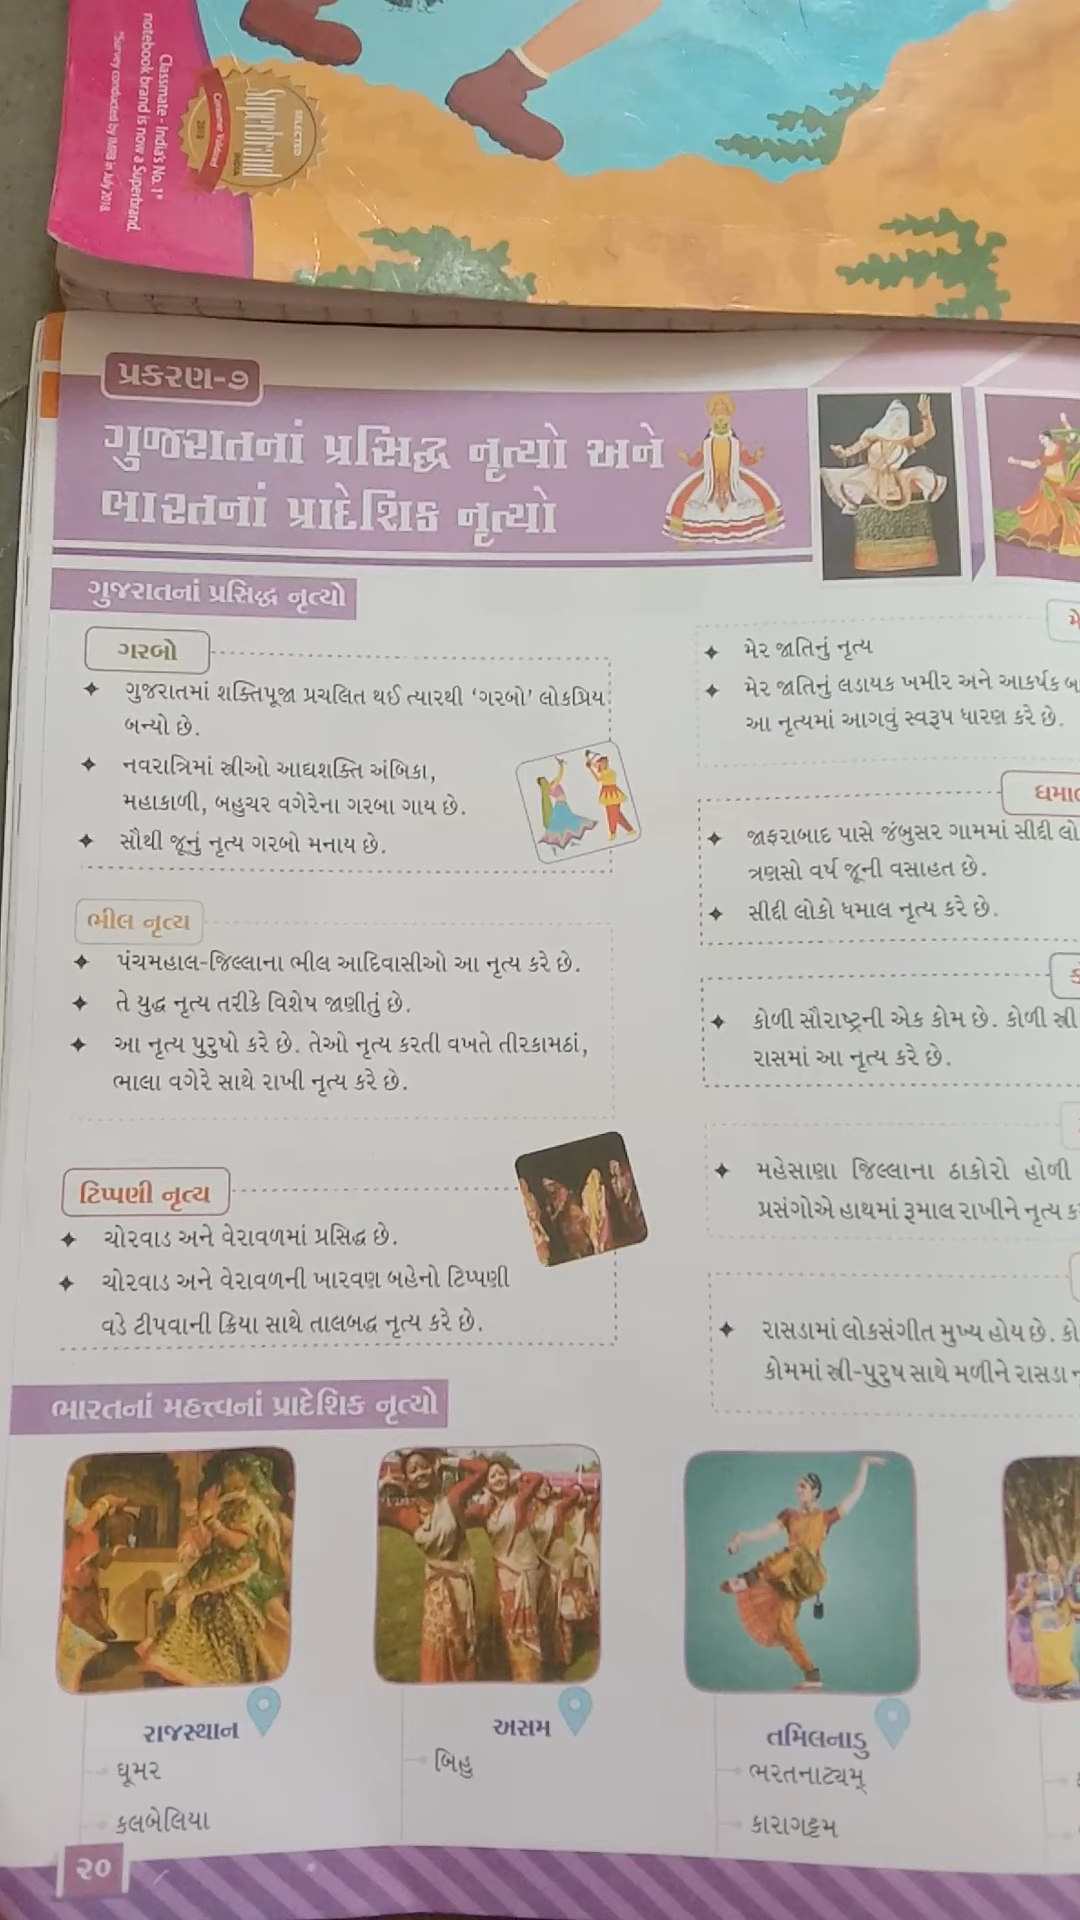 Classmate - India's No. 1*
notebook brand is now a Superbrand.
*Survey conducted by IMRB in July 2018
SELECTED
Superbrand
INDIA
Consumer Validated
પ્રકરણ-૭
ગુજરાતનાં પ્રસિદ્ધ નૃત્યો અને
ભારતનાં પ્રાદેશિક નૃત્યો
ગુજરાતનાં પ્રસિદ્ધ નૃત્યો
ગરબો
ગુજરાતમાં શક્તિપૂજા પ્રચલિત થઈ ત્યારથી ‘ગરબો’ લોકપ્રિય
બન્યો છે.
નવરાત્રિમાં સ્ત્રીઓ આદ્યશક્તિ અંબિકા,
મહાકાળી, બહુચર વગેરેના ગરબા ગાય છે.
સૌથી જૂનું નૃત્ય ગરબો મનાય છે.
ભીલ નૃત્ય
પંચમહાલ-જિલ્લાના ભીલ આદિવાસીઓ આ નૃત્ય કરે છે.
તે યુદ્ધ નૃત્ય તરીકે વિશેષ જાણીતું છે.
આ નૃત્ય પુરુષો કરે છે. તેઓ નૃત્ય કરતી વખતે તીરકામઠાં,
ભાલા વગેરે સાથે રાખી નૃત્ય કરે છે.
ટિપ્પણી નૃત્ય
ચોરવાડ અને વેરાવળમાં પ્રસિદ્ધ છે.
ચોરવાડ અને વેરાવળની ખારવણ બહેનો ટિપ્પણી
વડે ટીપવાની ક્રિયા સાથે તાલબદ્ધ નૃત્ય કરે છે.
મેર જાતિનું નૃત્ય
મેર જાતિનું લડાયક ખમીર અને આકર્ષક
આ નૃત્યમાં આગવું સ્વરૂપ ધારણ કરે છે.
જાફરાબાદ પાસે જંબુસર ગામમાં સીદ્દી
ત્રણસો વર્ષ જૂની વસાહત છે.
સીદ્દી લોકો ધમાલ નૃત્ય કરે છે.
કોળી સૌરાષ્ટ્રની એક કોમ છે. કોળી સ્ત્રી
રાસમાં આ નૃત્ય કરે છે.
મહેસાણા જિલ્લાના ઠાકોરો હોળી
પ્રસંગોએ હાથમાં રૂમાલ રાખીને નૃત્ય
રાસડામાં લોકસંગીત મુખ્ય હોય છે.
કોમમાં સ્ત્રી-પુરુષ સાથે મળીને રાસડા
ભારતનાં મહત્ત્વનાં પ્રાદેશિક નૃત્યો
રાજસ્થાન
ઘૂમર
કલબેલિયા
અસમ
બિહુ
તમિલનાડુ
ભરતનાટ્યમ્
કારાગટ્ટમ
૨૦